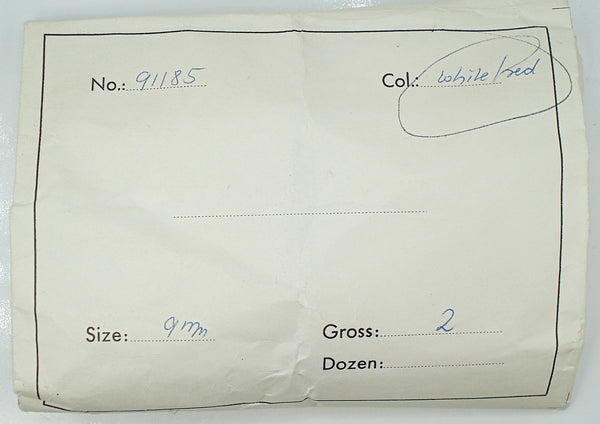 No.: 91185 Col.: white/red
Size: 9mm Gross: 2
Dozen: